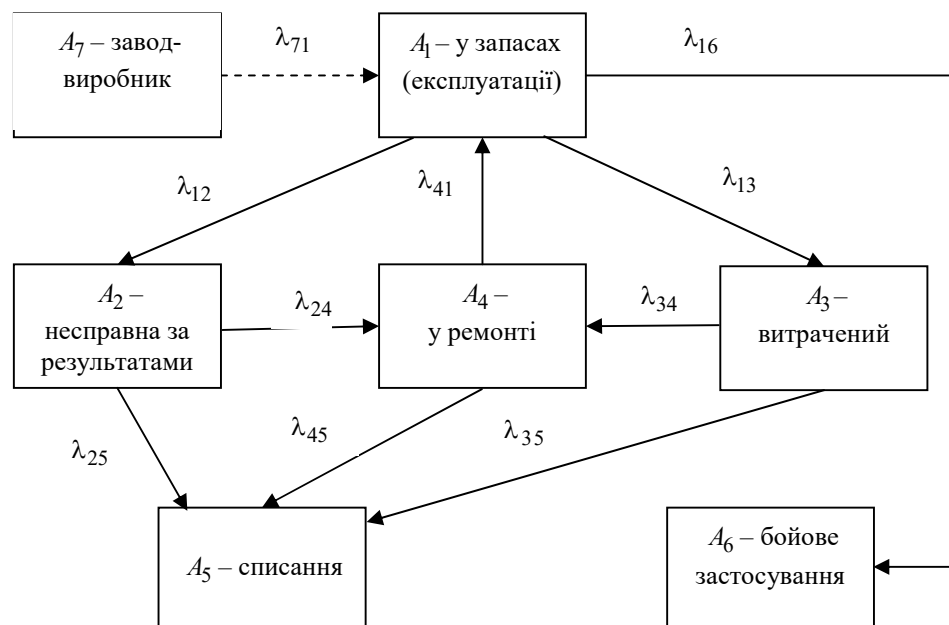 A7 – завод-
виробник
λ71
A1 – у запасах
(експлуатації)
λ16
λ12
λ41
λ13
A2 –
несправна за
результатами
λ24
A4 –
у ремонті
λ34
A3 –
витрачений
λ25
λ45
λ35
A5 – списання
A6 – бойове
застосування